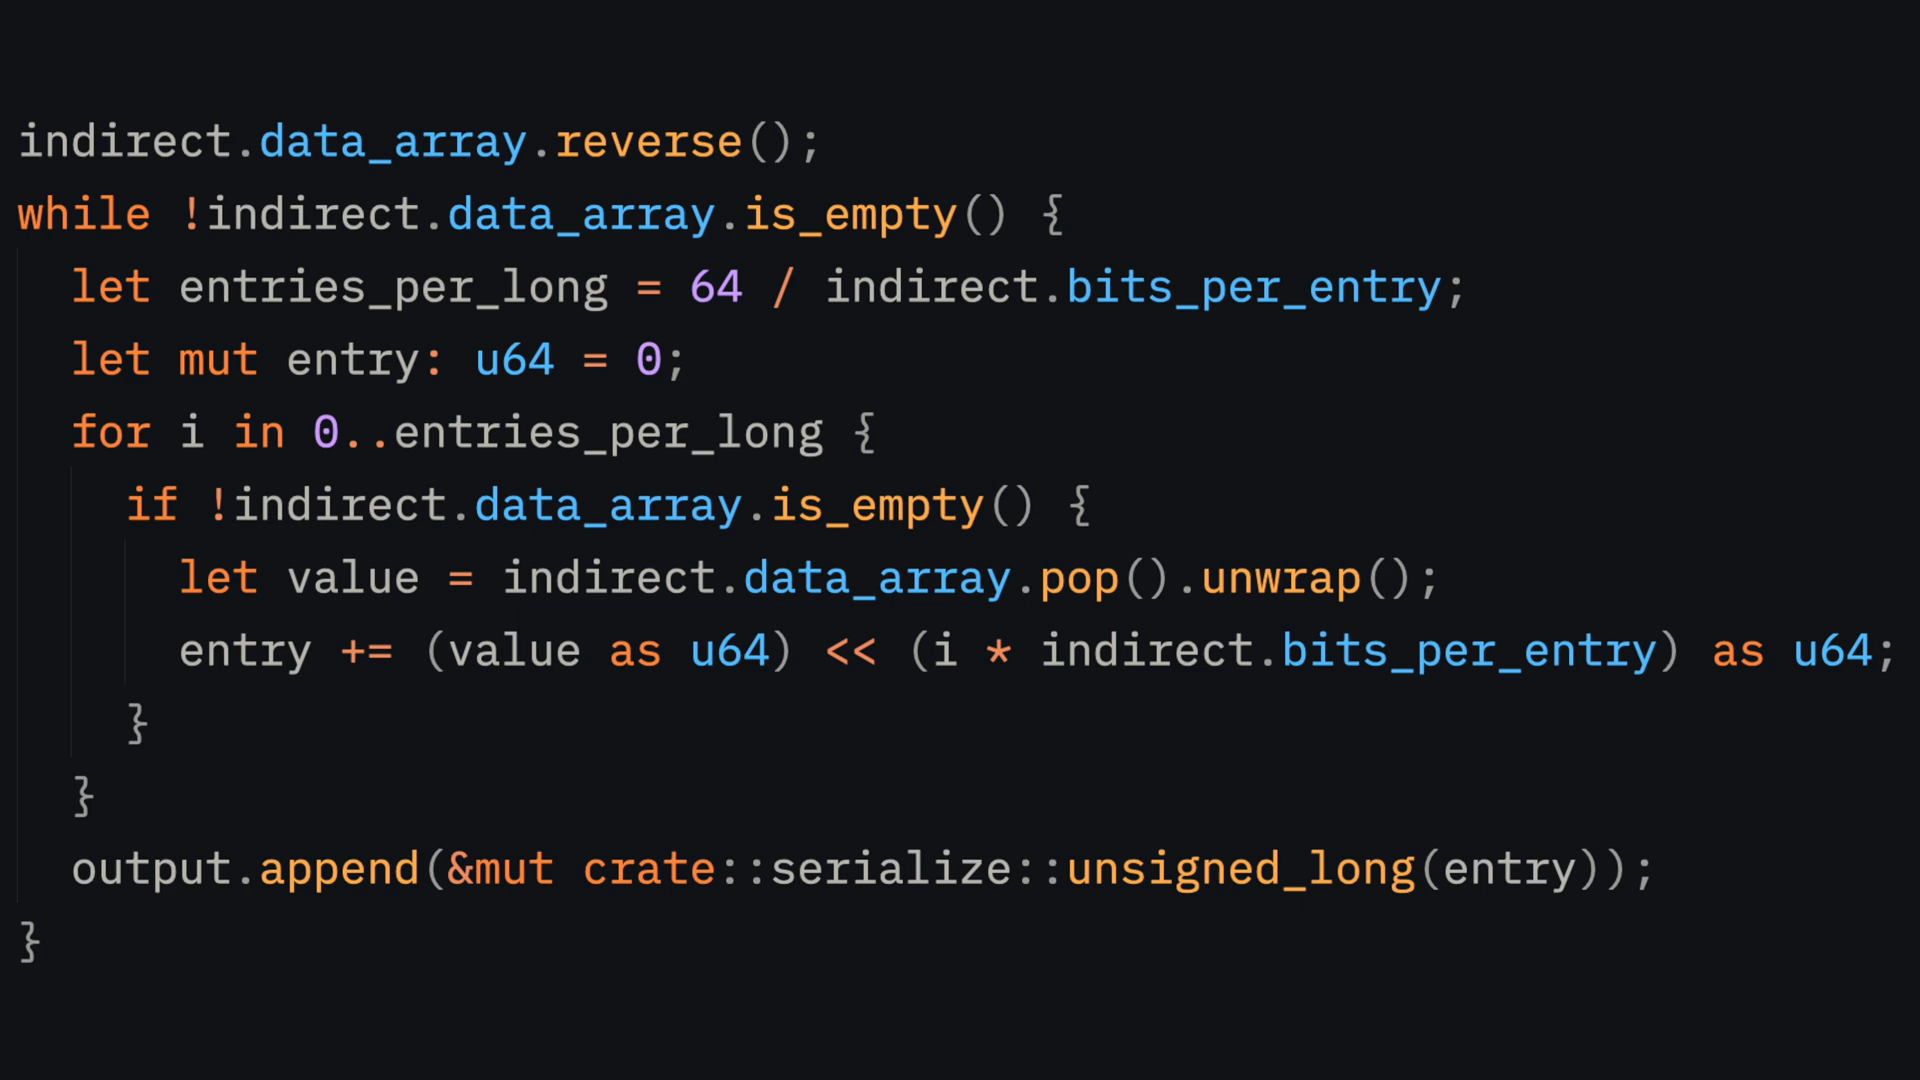 indirect.data_array.reverse();
while !indirect.data_array.is_empty() {
  let entries_per_long = 64 / indirect.bits_per_entry;
  let mut entry: u64 = 0;
  for i in 0..entries_per_long {
    if !indirect.data_array.is_empty() {
      let value = indirect.data_array.pop().unwrap();
      entry += (value as u64) << (i * indirect.bits_per_entry) as u64;
    }
  }
  output.append(&mut crate::serialize::unsigned_long(entry));
}